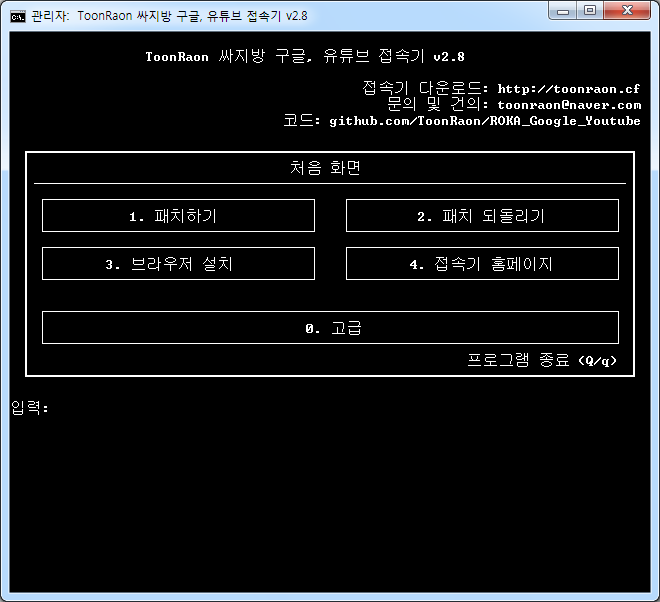 관리자: ToonRaon 싸지방 구글, 유튜브 접속기 v2.8
ToonRaon 싸지방 구글, 유튜브 접속기 v2.8
접속기 다운로드: http://toonraon.cf
문의 및 건의: toonraon@naver.com
코드: github.com/ToonRaon/ROKA_Google_Youtube
처음 화면
1. 패치하기
2. 패치 되돌리기
3. 브라우저 설치
4. 접속기 홈페이지
0. 고급
프로그램 종료 (Q/q)
입력: